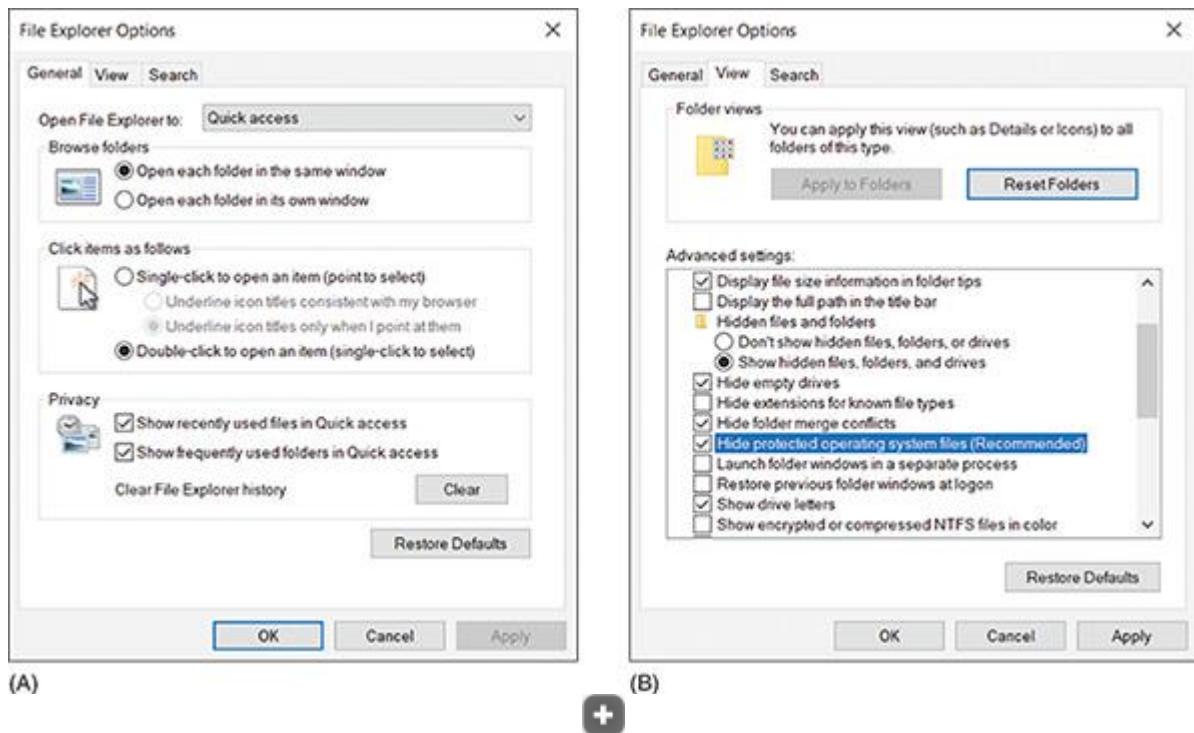 File Explorer Options
General View Search
Open File Explorer to: Quick access
Browse folders
Open each folder in the same window
Open each folder in its own window
Click items as follows
Single-click to open an item (point to select)
Underline icon titles consistent with my browser
Underline icon titles only when I point at them
Double-click to open an item (single-click to select)
Privacy
Show recently used files in Quick access
Show frequently used folders in Quick access
Clear File Explorer history Clear
Restore Defaults
OK Cancel Apply
(A)
File Explorer Options
General View Search
Folder views
You can apply this view (such as Details or Icons) to all
folders of this type.
Apply to Folders Reset Folders
Advanced settings:
Display file size information in folder tips
Display the full path in the title bar
Hidden files and folders
Don't show hidden files, folders, or drives
Show hidden files, folders, and drives
Hide empty drives
Hide extensions for known file types
Hide folder merge conflicts
Hide protected operating system files (Recommended)
Launch folder windows in a separate process
Restore previous folder windows at logon
Show drive letters
Show encrypted or compressed NTFS files in color
Restore Defaults
OK Cancel Apply
(B)